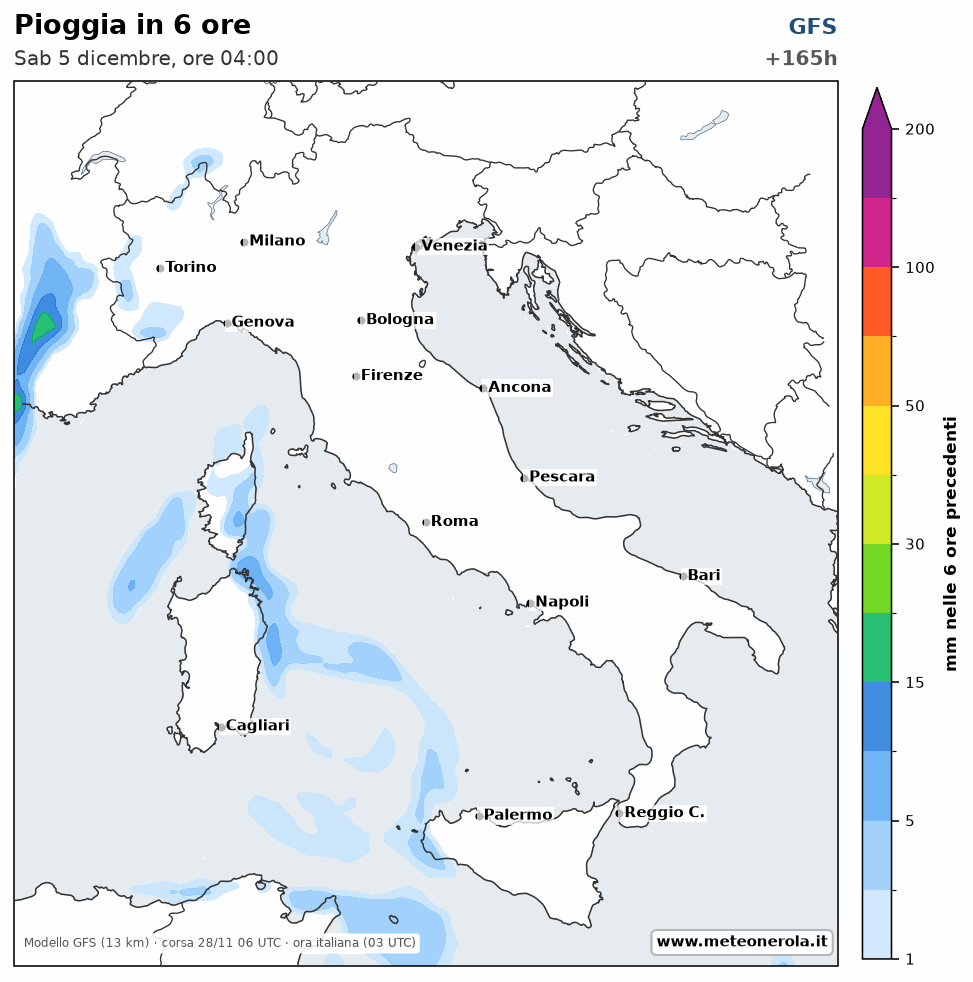 Pioggia in 6 ore
GFS
Sab 5 dicembre, ore 04:00
+165h
Milano
Venezia
Torino
Genova
Bologna
Firenze
Ancona
Pescara
Roma
Bari
Napoli
Cagliari
Palermo
Reggio C.
200
100
50
30
15
5
1
mm nelle 6 ore precedenti
Modello GFS (13 km) · corsa 28/11 06 UTC · ora italiana (03 UTC)
www.meteonerola.it